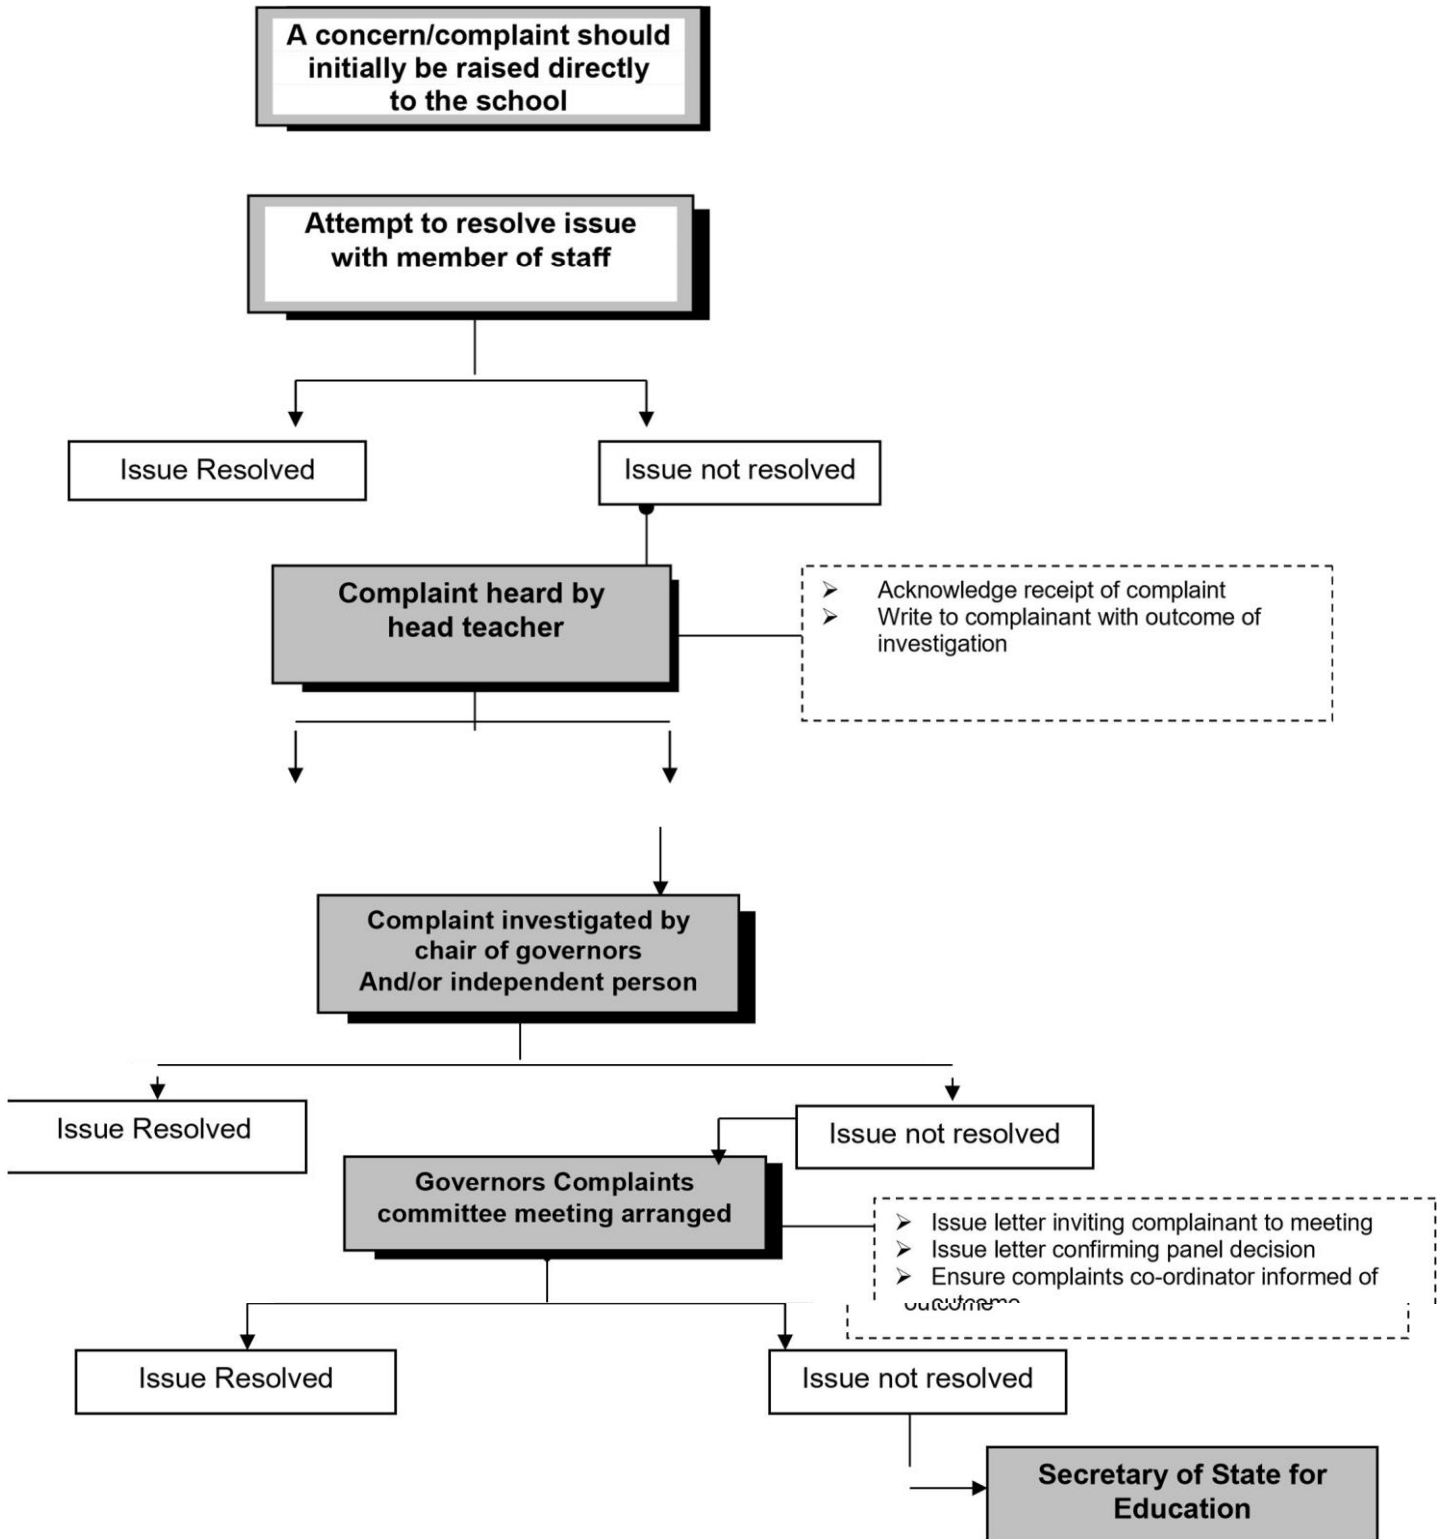 A concern/complaint should
initially be raised directly
to the school
Attempt to resolve issue
with member of staff
Issue Resolved
Issue not resolved
Complaint heard by
head teacher
➢ Acknowledge receipt of complaint
➢ Write to complainant with outcome of
investigation
Complaint investigated by
chair of governors
And/or independent person
Issue Resolved
Issue not resolved
Governors Complaints
committee meeting arranged
➢ Issue letter inviting complainant to meeting
➢ Issue letter confirming panel decision
➢ Ensure complaints co-ordinator informed of
outcome
Issue Resolved
Issue not resolved
Secretary of State for
Education